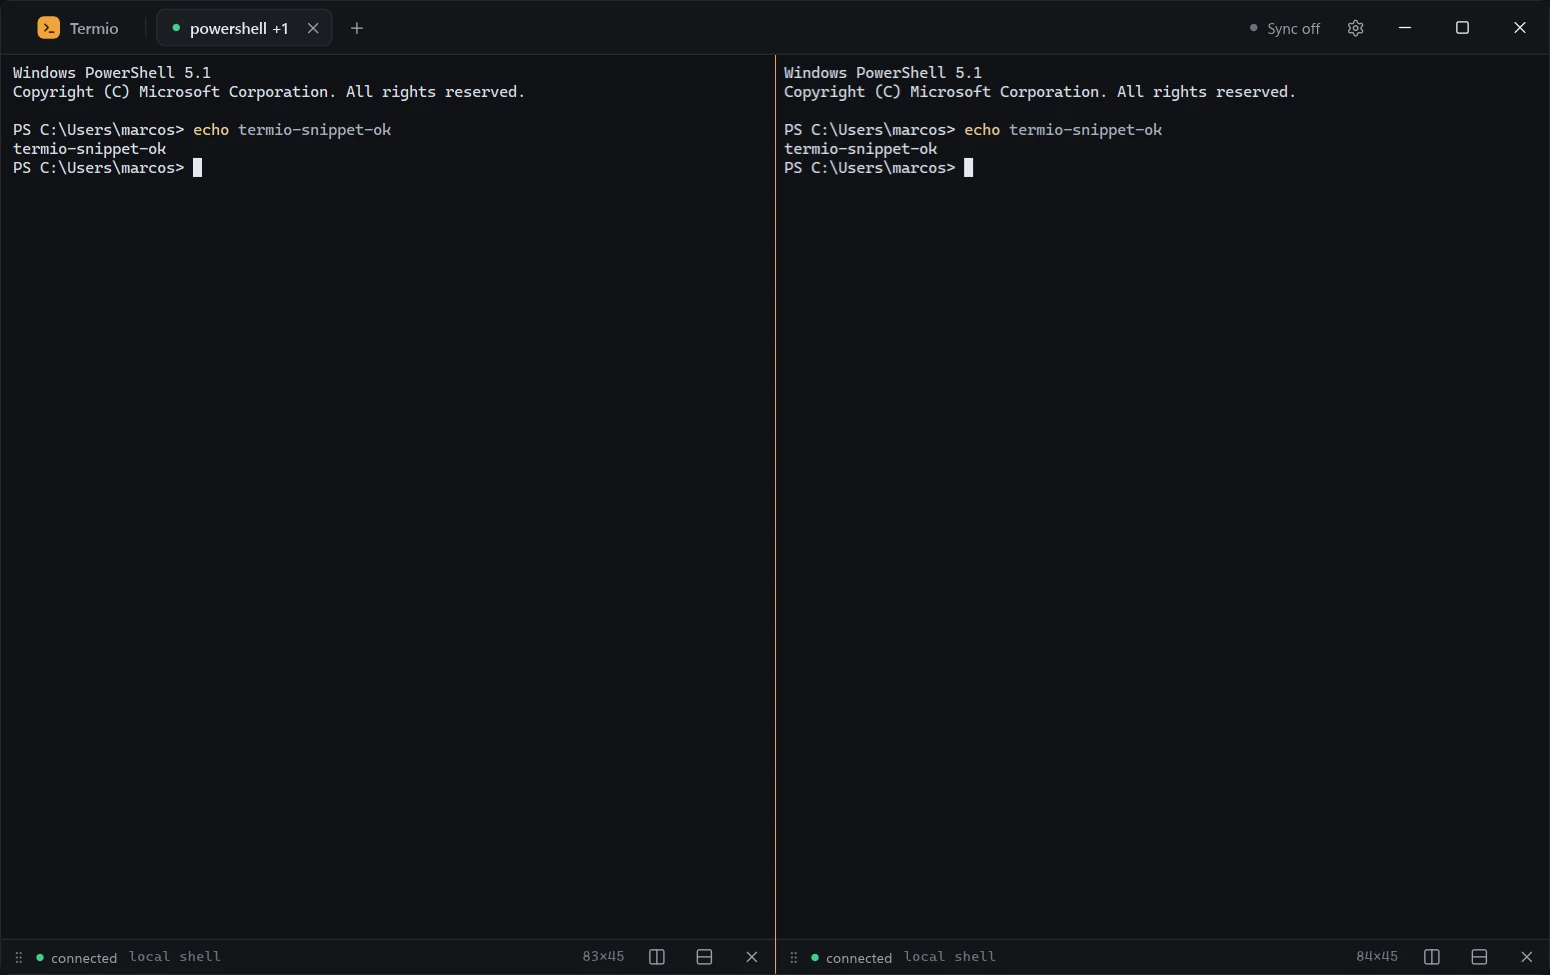 Termio
powershell +1
Sync off
Windows PowerShell 5.1
Copyright (C) Microsoft Corporation. All rights reserved.
PS C:\Users\marcos> echo termio-snippet-ok
termio-snippet-ok
PS C:\Users\marcos>
connected local shell 83×45
Windows PowerShell 5.1
Copyright (C) Microsoft Corporation. All rights reserved.
PS C:\Users\marcos> echo termio-snippet-ok
termio-snippet-ok
PS C:\Users\marcos>
connected local shell 84×45